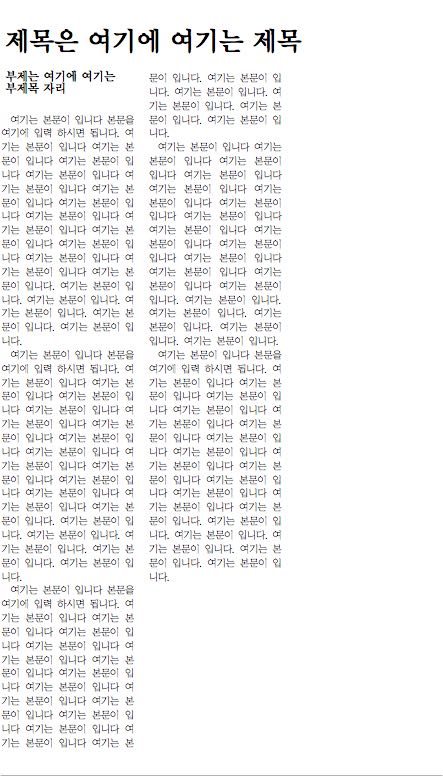 제목은 여기에 여기는 제목
부제는 여기에 여기는
부제목 자리
여기는 본문이 입니다 본문을
여기에 입력 하시면 됩니다. 여
기는 본문이 입니다 여기는 본
문이 입니다 여기는 본문이 입
니다 여기는 본문이 입니다 여
기는 본문이 입니다 여기는 본
문이 입니다 여기는 본문이 입
니다 여기는 본문이 입니다 여
기는 본문이 입니다 여기는 본
문이 입니다 여기는 본문이 입
니다 여기는 본문이 입니다 여
기는 본문이 입니다 여기는 본
문이 입니다. 여기는 본문이 입
니다. 여기는 본문이 입니다. 여
기는 본문이 입니다. 여기는 본
문이 입니다. 여기는 본문이 입
니다.
여기는 본문이 입니다 본문을
여기에 입력 하시면 됩니다. 여
기는 본문이 입니다 여기는 본
문이 입니다 여기는 본문이 입
니다 여기는 본문이 입니다 여
기는 본문이 입니다 여기는 본
문이 입니다 여기는 본문이 입
니다 여기는 본문이 입니다 여
기는 본문이 입니다 여기는 본
문이 입니다 여기는 본문이 입
니다 여기는 본문이 입니다 여
기는 본문이 입니다 여기는 본
문이 입니다. 여기는 본문이 입
니다. 여기는 본문이 입니다. 여
기는 본문이 입니다. 여기는 본
문이 입니다. 여기는 본문이 입
니다.
여기는 본문이 입니다 본문을
여기에 입력 하시면 됩니다. 여
기는 본문이 입니다 여기는 본
문이 입니다 여기는 본문이 입
니다 여기는 본문이 입니다 여
기는 본문이 입니다 여기는 본
문이 입니다 여기는 본문이 입
니다 여기는 본문이 입니다 여
기는 본문이 입니다 여기는 본
문이 입니다 여기는 본문이 입
니다 여기는 본문이 입니다 여
기는 본문이 입니다 여기는 본
문이 입니다. 여기는 본문이 입
니다. 여기는 본문이 입니다. 여
기는 본문이 입니다. 여기는 본
문이 입니다. 여기는 본문이 입
니다.
여기는 본문이 입니다 여기는
본문이 입니다 여기는 본문이
입니다 여기는 본문이 입니다
여기는 본문이 입니다 여기는
본문이 입니다 여기는 본문이
입니다 여기는 본문이 입니다
여기는 본문이 입니다 여기는
본문이 입니다 여기는 본문이
입니다 여기는 본문이 입니다
여기는 본문이 입니다 여기는
본문이 입니다. 여기는 본문이
입니다. 여기는 본문이 입니다.
여기는 본문이 입니다. 여기는
본문이 입니다. 여기는 본문이
입니다. 여기는 본문이 입니다.
여기는 본문이 입니다 본문을
여기에 입력 하시면 됩니다. 여
기는 본문이 입니다 여기는 본
문이 입니다 여기는 본문이 입
니다 여기는 본문이 입니다 여
기는 본문이 입니다 여기는 본
문이 입니다 여기는 본문이 입
니다 여기는 본문이 입니다 여
기는 본문이 입니다 여기는 본
문이 입니다 여기는 본문이 입
니다 여기는 본문이 입니다 여
기는 본문이 입니다 여기는 본
문이 입니다. 여기는 본문이 입
니다. 여기는 본문이 입니다. 여
기는 본문이 입니다. 여기는 본
문이 입니다. 여기는 본문이 입
니다.